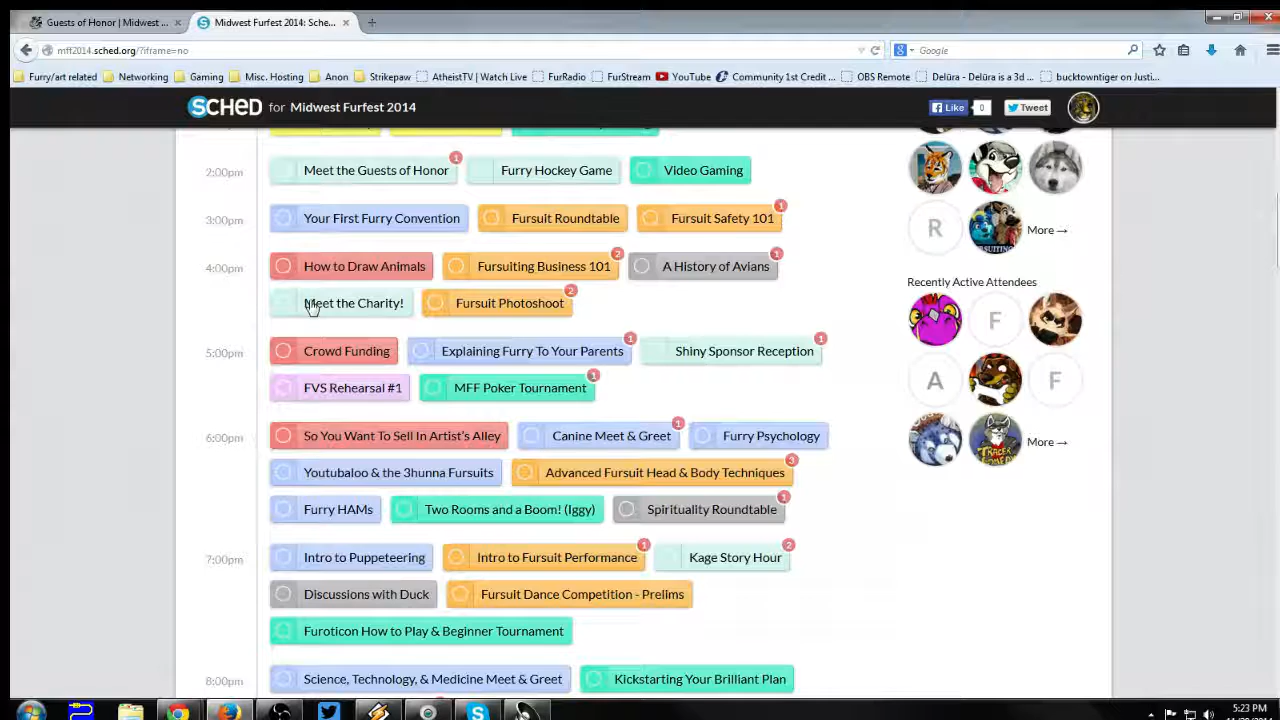 Guests of Honor | Midwest ... × Midwest Furfest 2014: Sche... × +
mff2014.sched.org/?iframe=no Google
Furry/art related Networking Gaming Misc. Hosting Anon Strikepaw AtheistTV | Watch Live FurRadio FurStream YouTube Community 1st Credit ... OBS Remote Delúra - Delúra is a 3d ... bucktowntiger on Justi...
SCHED for Midwest Furfest 2014 Like 0 Tweet
2:00pm Meet the Guests of Honor 1 Furry Hockey Game Video Gaming
3:00pm Your First Furry Convention Fursuit Roundtable Fursuit Safety 101 1
R FURSUITING More →
4:00pm How to Draw Animals Fursuiting Business 101 2 A History of Avians 1
Recently Active Attendees
Meet the Charity! Fursuit Photoshoot 2
F
5:00pm Crowd Funding Explaining Furry To Your Parents 1 Shiny Sponsor Reception 1
A F
FVS Rehearsal #1 MFF Poker Tournament 1
6:00pm So You Want To Sell In Artist's Alley Canine Meet & Greet 1 Furry Psychology
TRACER More →
Youtubaloo & the 3hunna Fursuits Advanced Fursuit Head & Body Techniques 3
Furry HAMs Two Rooms and a Boom! (Iggy) Spirituality Roundtable 1
7:00pm Intro to Puppeteering Intro to Fursuit Performance 1 Kage Story Hour 2
Discussions with Duck Fursuit Dance Competition - Prelims
Furoticon How to Play & Beginner Tournament
8:00pm Science, Technology, & Medicine Meet & Greet Kickstarting Your Brilliant Plan
5:23 PM